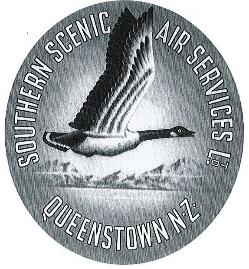 SOUTHERN SCENIC AIR SERVICES LTD.
QUEENSTOWN N.Z.